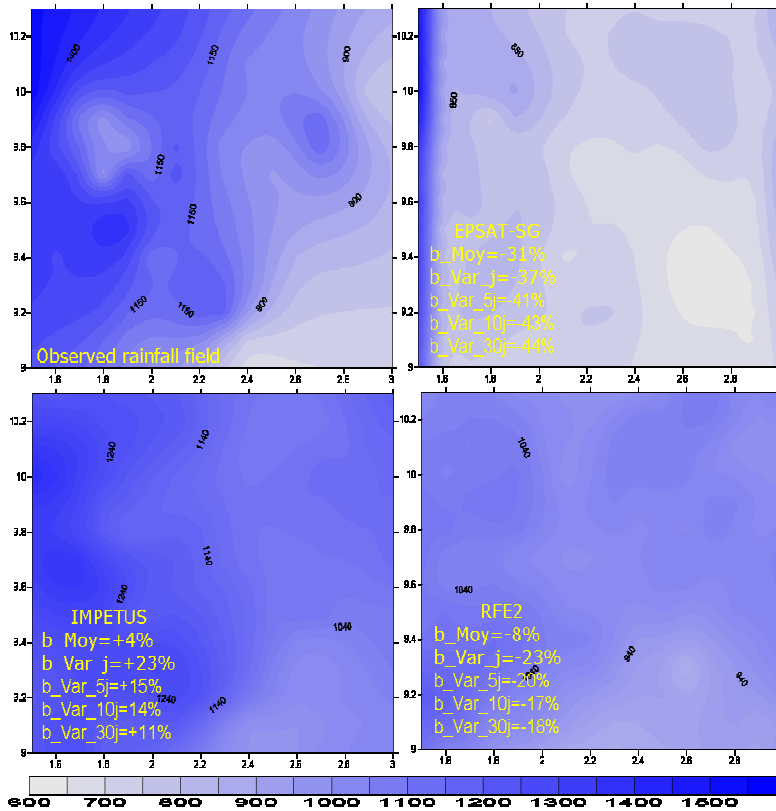 10.2
10
9.8
9.6
9.4
9.2
9
1400
1150
900
1150
1150
800
1150
1150
900
Observed rainfall field
1.6 1.8 2 2.2 2.4 2.6 2.8 3
10.2
10
9.8
9.6
9.4
9.2
9
650
850
EPSAT-SG
b_Moy=-31%
b_Var_j=-37%
b_Var_5j=-41%
b_Var_10j=-43%
b_Var_30j=-44%
1.6 1.8 2 2.2 2.4 2.6 2.8
10.2
10
9.8
9.6
9.4
9.2
9
1240
1140
1140
1240
1040
1240
1140
IMPETUS
b_Moy=+4%
b_Var_j=+23%
b_Var_5j=+15%
b_Var_10j=14%
b_Var_30j=+11%
1.6 1.8 2 2.2 2.4 2.6 2.8 3
10.2
10
9.8
9.6
9.4
9.2
9
1040
1040
940
940
RFE2
b_Moy=-8%
b_Var_j=-23%
b_Var_5j=-20%
b_Var_10j=-17%
b_Var_30j=-18%
1.6 1.8 2 2.2 2.4 2.6 2.8
600 700 800 900 1000 1100 1200 1300 1400 1500